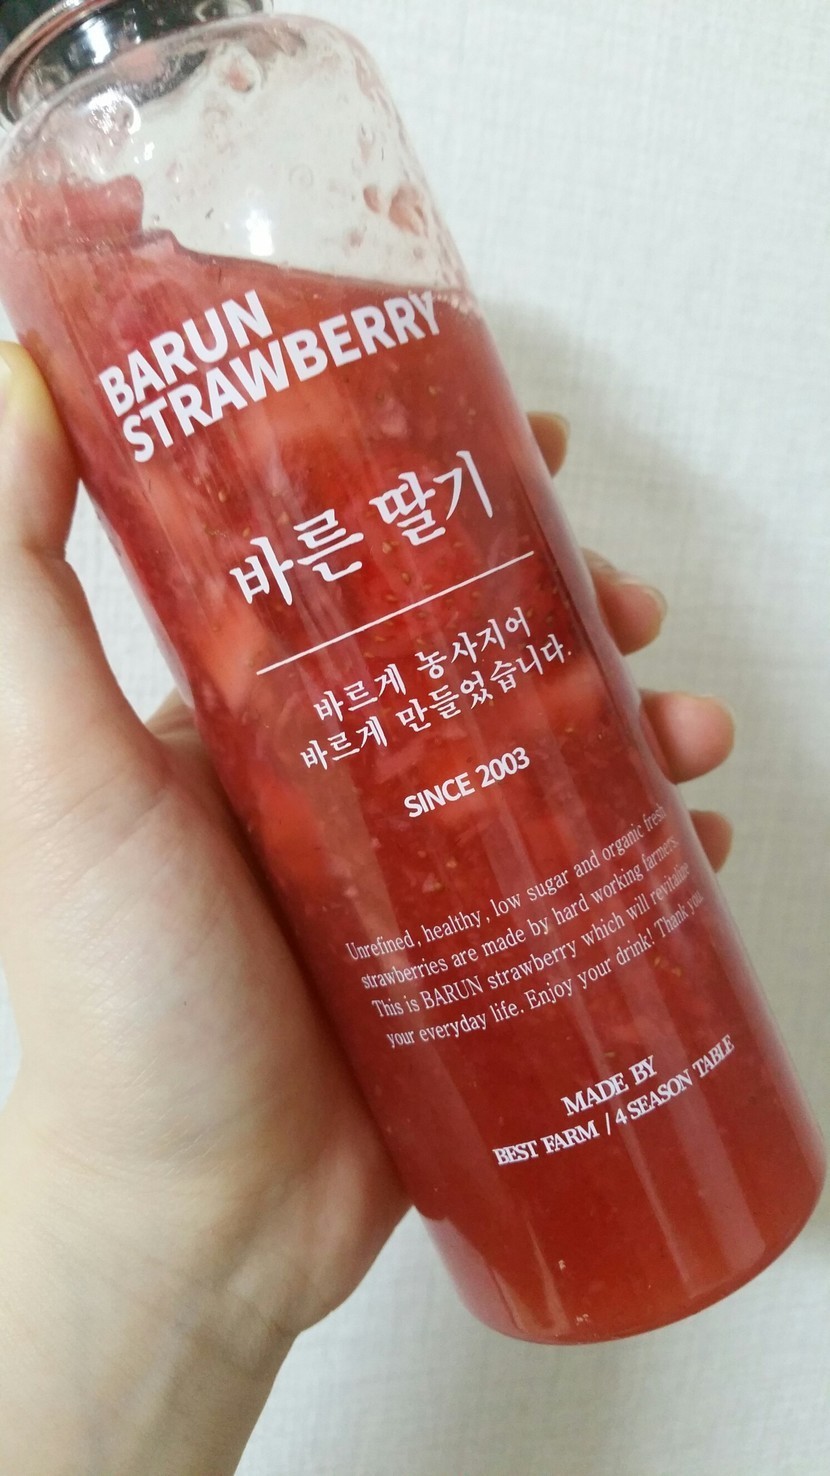 BARUN
STRAWBERRY
바른 딸기
바르게 농사지어
바르게 만들었습니다.
SINCE 2003
Unrefined, healthy, low sugar and organic fresh
strawberries are made by hard working farmers.
This is BARUN strawberry which will revitalize
your everyday life. Enjoy your drink! Thank you
MADE BY
BEST FARM / 4 SEASON TABLE